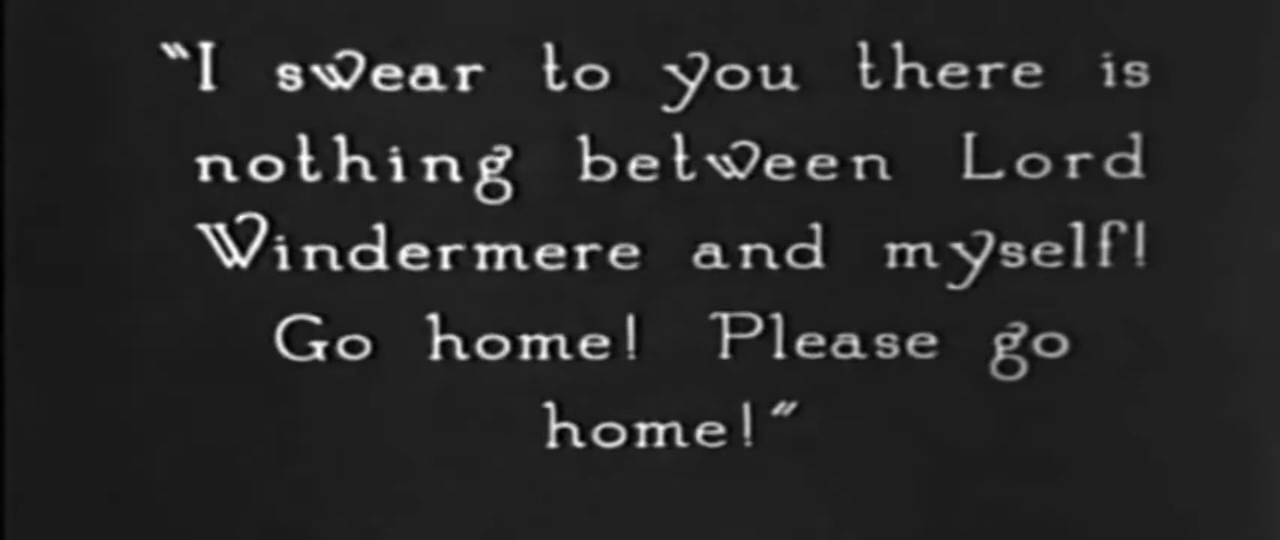 "I swear to you there is
nothing between Lord
Windermere and myself!
Go home! Please go
home!"